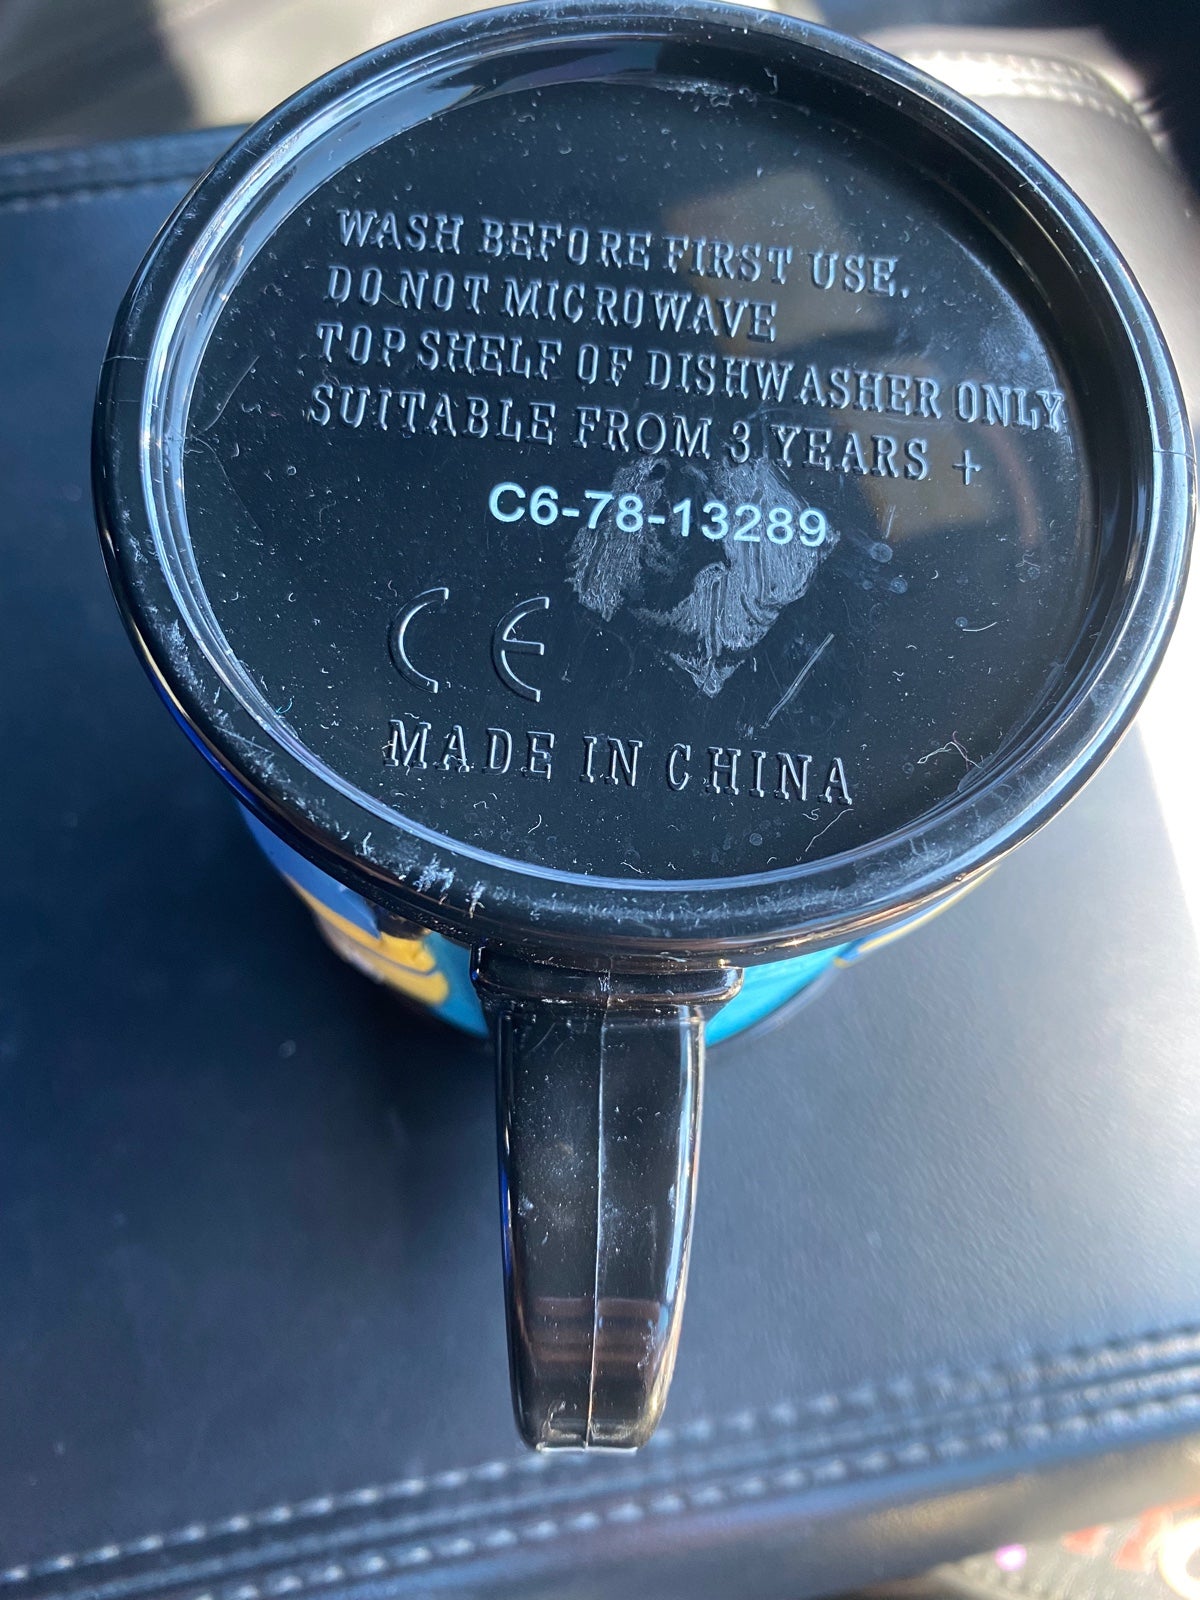 WASH BEFORE FIRST USE.
DO NOT MICROWAVE
TOP SHELF OF DISHWASHER ONLY
SUITABLE FROM 3 YEARS +
C6-78-13289
CE
MADE IN CHINA